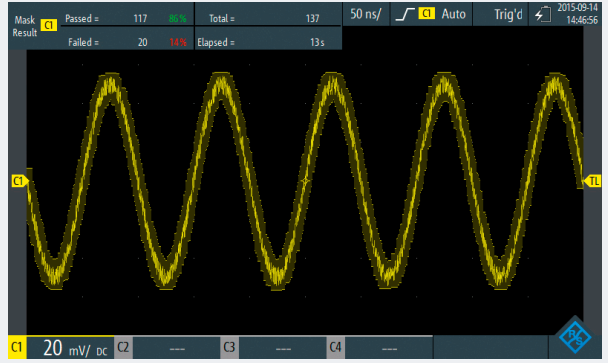 Mask Result C1 Passed = 117 86% Total = 137 50 ns/ C1 Auto Trig'd 2015-09-14 14:46:56
Failed = 20 14% Elapsed = 13 s
C1 TL
C1 20 mV/ DC C2 --- C3 --- C4 ---
R&S